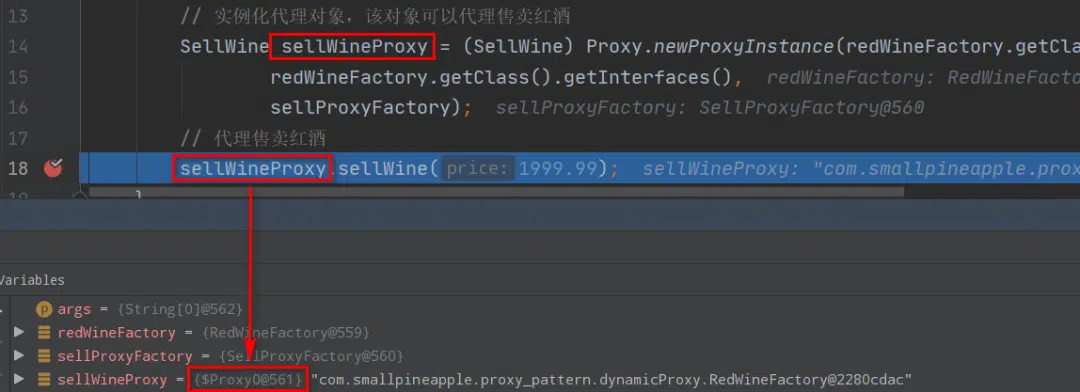 13 // 实例化代理对象，该对象可以代理售卖红酒
14 SellWine sellWineProxy = (SellWine) Proxy.newProxyInstance(redWineFactory.getCla
15 redWineFactory.getClass().getInterfaces(), redWineFactory: RedWineFacto
16 sellProxyFactory); sellProxyFactory: SellProxyFactory@560
17 // 代理售卖红酒
18 sellWineProxy.sellWine( price: 1999.99); sellWineProxy: "com.smallpineapple.prox
19 }
Variables
args = {String[0]@562}
redWineFactory = {RedWineFactory@559}
sellProxyFactory = {SellProxyFactory@560}
sellWineProxy = {$Proxy0@561} "com.smallpineapple.proxy_pattern.dynamicProxy.RedWineFactory@2280cdac"